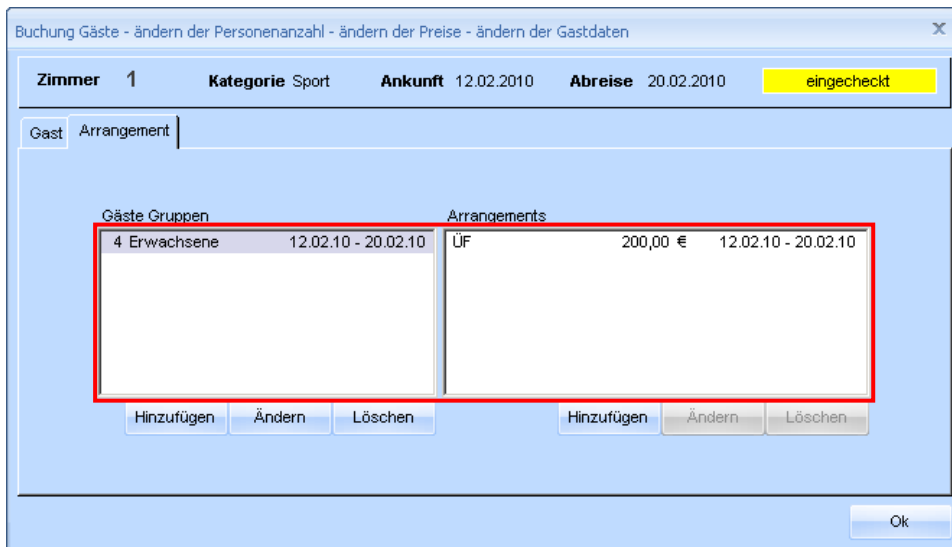 Buchung Gäste - ändern der Personenanzahl - ändern der Preise - ändern der Gastdaten
Zimmer 1 Kategorie Sport Ankunft 12.02.2010 Abreise 20.02.2010 eingecheckt
Gast Arrangement
Gäste Gruppen Arrangements
4 Erwachsene 12.02.10 - 20.02.10 ÜF 200,00 € 12.02.10 - 20.02.10
Hinzufügen Ändern Löschen Hinzufügen Ändern Löschen
Ok